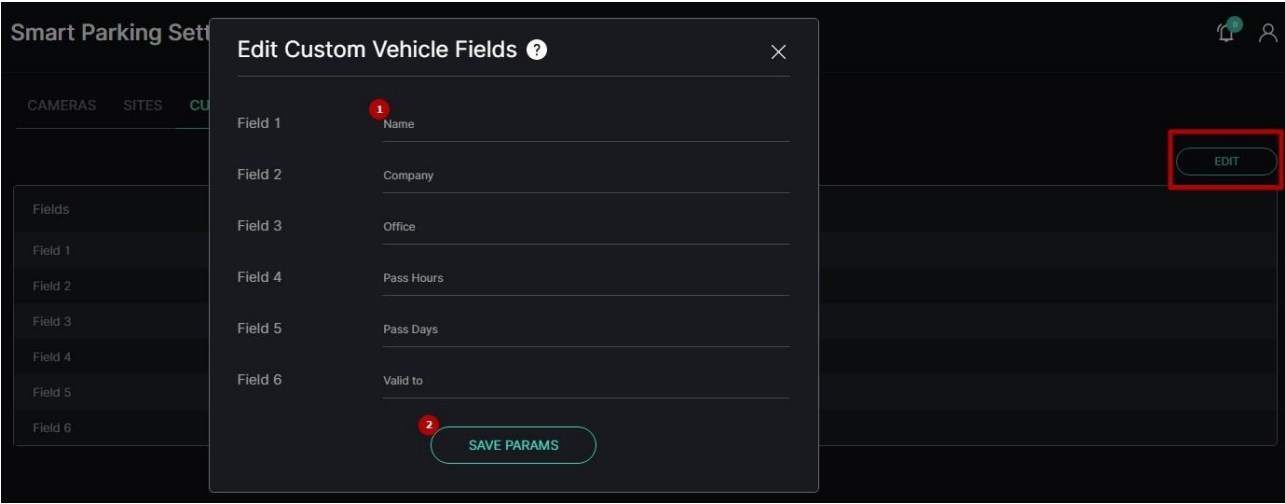 Smart Parking Sett
Edit Custom Vehicle Fields ?
0
CAMERAS SITES CU
Field 1 1 Name
EDIT
Field 2 Company
Fields
Field 3 Office
Field 1
Field 4 Pass Hours
Field 2
Field 3
Field 5 Pass Days
Field 4
Field 6 Valid to
Field 5
Field 6
2
SAVE PARAMS